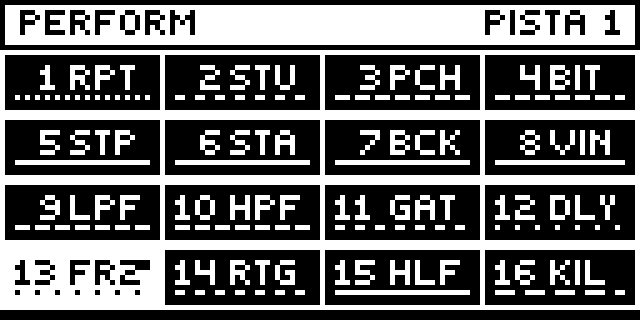 PERFORM PISTA 1
1 RPT 2 STU 3 PCH 4 BIT
5 STP 6 STA 7 BCK 8 VIN
9 LPF 10 HPF 11 GAT 12 DLY
13 FRZ 14 RTG 15 HLF 16 KIL